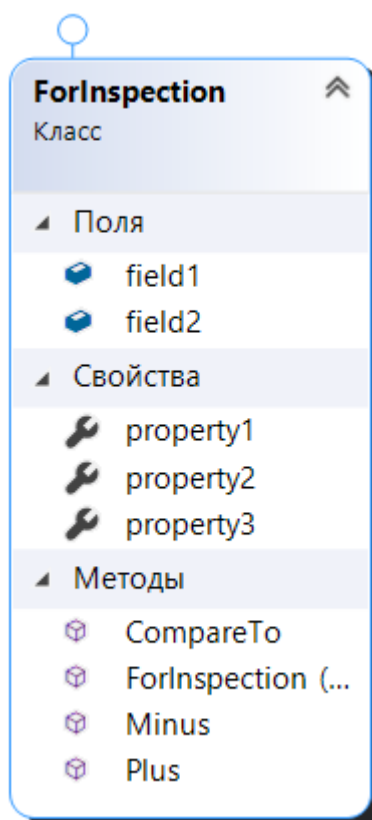 ForInspection
Класс
Поля
field1
field2
Свойства
property1
property2
property3
Методы
CompareTo
ForInspection (...
Minus
Plus